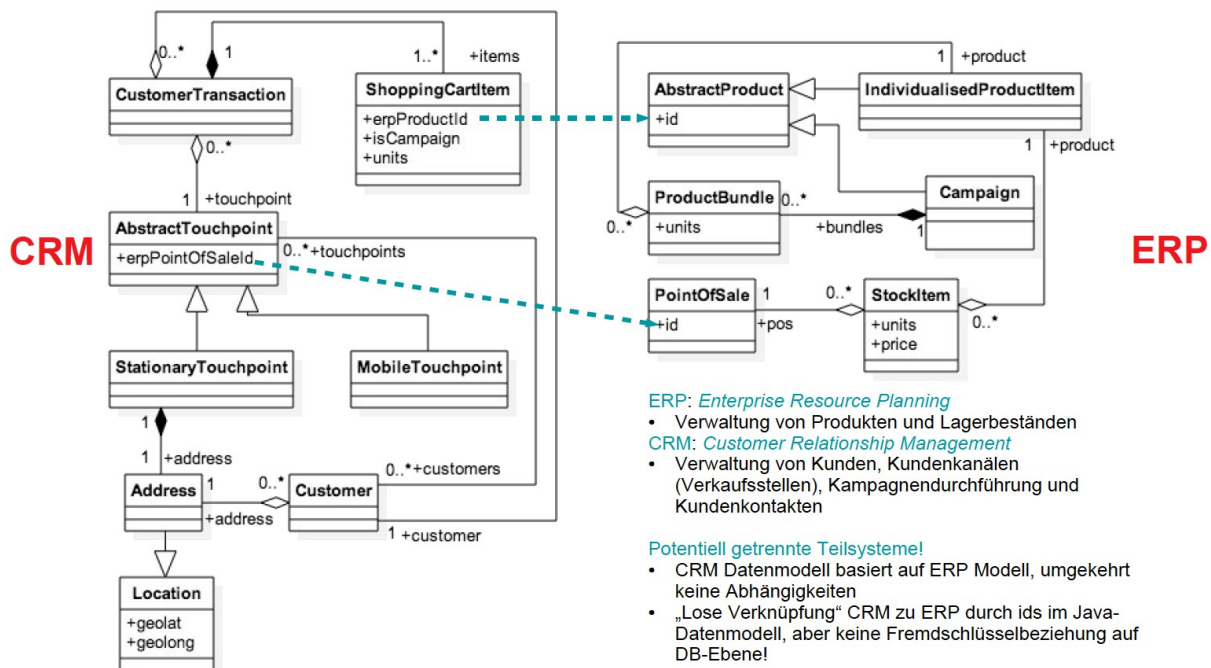 0..*
1
1..*
+items
CustomerTransaction
ShoppingCartItem
+erpProductId
+isCampaign
+units
0..*
1
+touchpoint
AbstractTouchpoint
+erpPointOfSaleId
0..*
+touchpoints
CRM
StationaryTouchpoint
MobileTouchpoint
1
1
+address
0..*
+customers
Address
1
0..*
Customer
+address
1
+customer
Location
+geolat
+geolong
1
+product
AbstractProduct
+id
IndividualisedProductItem
1
+product
ProductBundle
+units
0..*
0..*
+bundles
1
Campaign
ERP
PointOfSale
+id
1
+pos
0..*
StockItem
+units
+price
0..*
ERP: Enterprise Resource Planning
• Verwaltung von Produkten und Lagerbeständen
CRM: Customer Relationship Management
• Verwaltung von Kunden, Kundenkanälen
(Verkaufsstellen), Kampagnendurchführung und
Kundenkontakten
Potentiell getrennte Teilsysteme!
• CRM Datenmodell basiert auf ERP Modell, umgekehrt
keine Abhängigkeiten
• „Lose Verknüpfung“ CRM zu ERP durch ids im Java-
Datenmodell, aber keine Fremdschlüsselbeziehung auf
DB-Ebene!